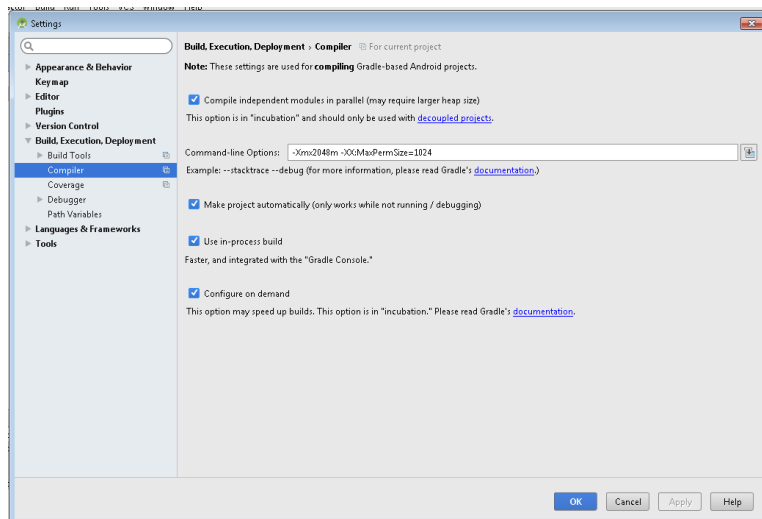 Build Run Tools VCS Window Help
Settings
Build, Execution, Deployment › Compiler For current project
Note: These settings are used for compiling Gradle-based Android projects.
Appearance & Behavior
Keymap
Editor
Plugins
Version Control
Build, Execution, Deployment
Build Tools
Compiler
Coverage
Debugger
Path Variables
Languages & Frameworks
Tools
Compile independent modules in parallel (may require larger heap size)
This option is in "incubation" and should only be used with decoupled projects.
Command-line Options: -Xmx2048m -XX:MaxPermSize=1024
Example: --stacktrace --debug (for more information, please read Gradle's documentation.)
Make project automatically (only works while not running / debugging)
Use in-process build
Faster, and integrated with the "Gradle Console."
Configure on demand
This option may speed up builds. This option is in "incubation." Please read Gradle's documentation.
OK Cancel Apply Help